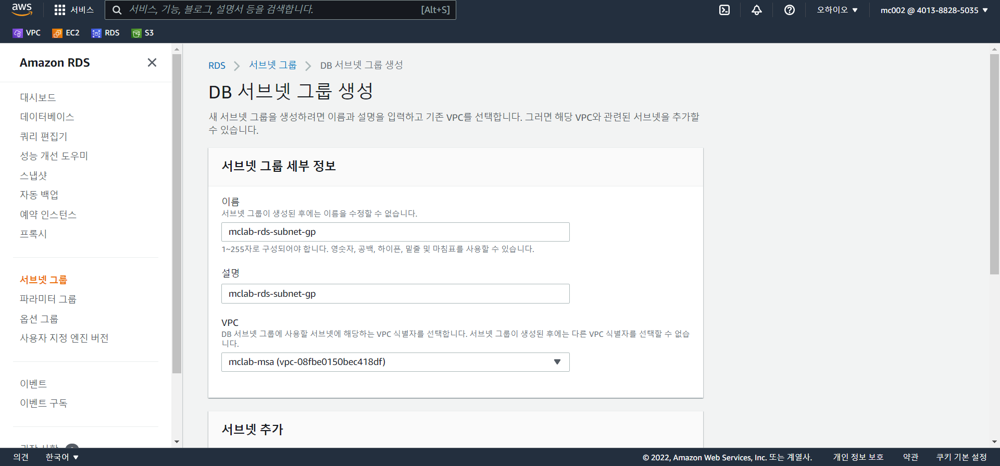 aws
서비스
서비스, 기능, 블로그, 설명서 등을 검색합니다.
[Alt+S]
오하이오 ▼
mc002 @ 4013-8828-5035 ▼
VPC
EC2
RDS
S3
Amazon RDS
대시보드
데이터베이스
쿼리 편집기
성능 개선 도우미
스냅샷
자동 백업
예약 인스턴스
프록시
서브넷 그룹
파라미터 그룹
옵션 그룹
사용자 지정 엔진 버전
이벤트
이벤트 구독
RDS
서브넷 그룹
DB 서브넷 그룹 생성
DB 서브넷 그룹 생성
새 서브넷 그룹을 생성하려면 이름과 설명을 입력하고 기존 VPC를 선택합니다. 그러면 해당 VPC와 관련된 서브넷을 추가할
수 있습니다.
서브넷 그룹 세부 정보
이름
서브넷 그룹이 생성된 후에는 이름을 수정할 수 없습니다.
mclab-rds-subnet-gp
1~255자로 구성되어야 합니다. 영숫자, 공백, 하이픈, 밑줄 및 마침표를 사용할 수 있습니다.
설명
mclab-rds-subnet-gp
VPC
DB 서브넷 그룹에 사용할 서브넷에 해당하는 VPC 식별자를 선택합니다. 서브넷 그룹이 생성된 후에는 다른 VPC 식별자를 선택할 수 없습
니다.
mclab-msa (vpc-08fbe0150bec418df)
서브넷 추가
의견
한국어 ▼
© 2022, Amazon Web Services, Inc. 또는 계열사.
개인 정보 보호
약관
쿠키 기본 설정